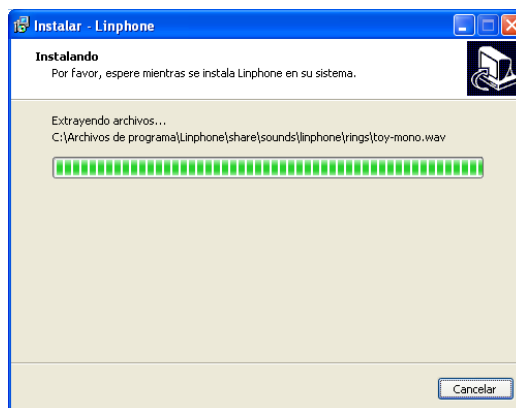 Instalar - Linphone
Instalando
Por favor, espere mientras se instala Linphone en su sistema.
Extrayendo archivos...
C:\Archivos de programa\Linphone\share\sounds\linphone\rings\toy-mono.wav
Cancelar